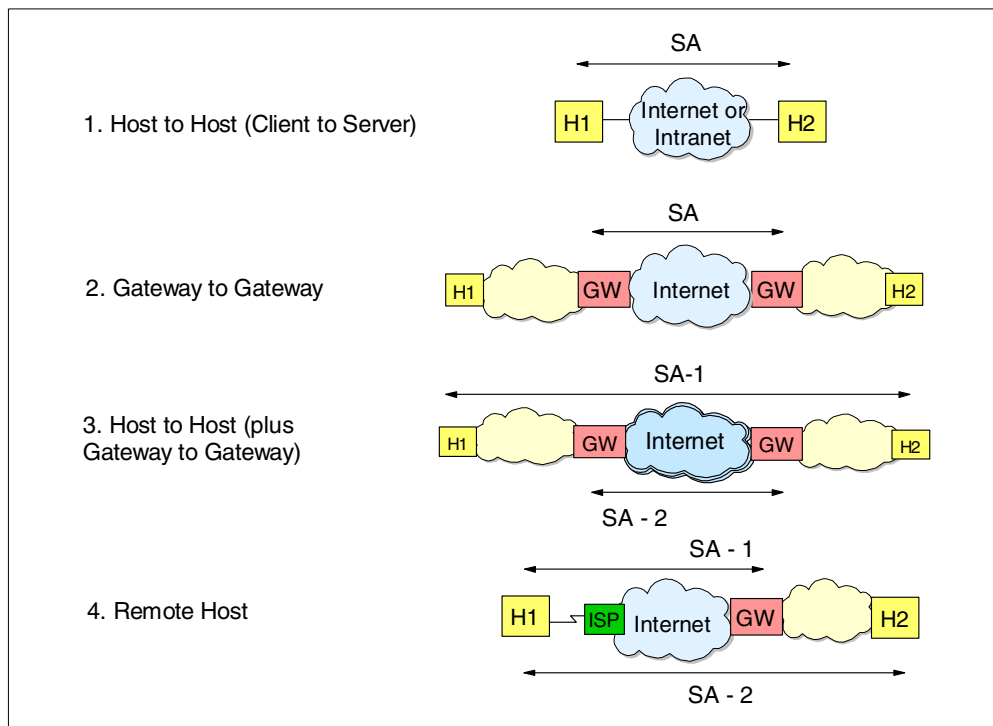 SA
1. Host to Host (Client to Server)
H1
Internet or
Intranet
H2
SA
2. Gateway to Gateway
H1
GW
Internet
GW
H2
SA-1
3. Host to Host (plus
Gateway to Gateway)
H1
GW
Internet
GW
H2
SA - 2
SA - 1
4. Remote Host
H1
ISP
Internet
GW
H2
SA - 2